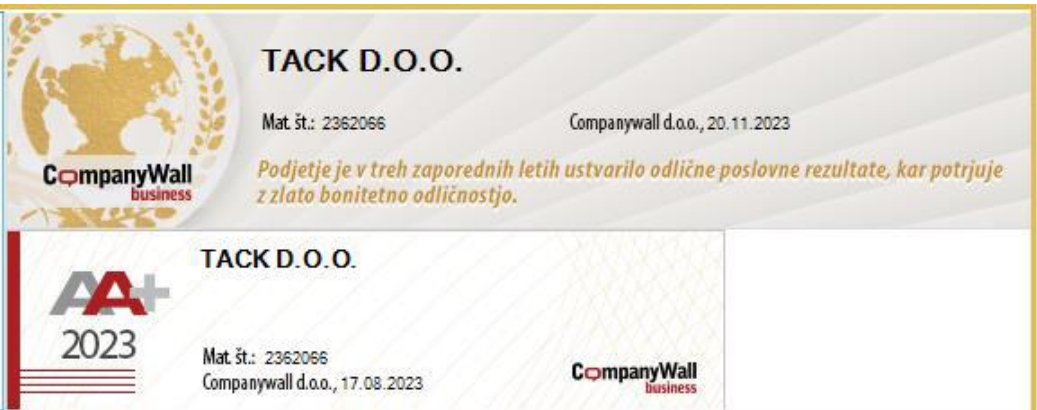 TACK D.O.O.
Mat. št.: 2362066 Companywall d.o.o., 20.11.2023
CompanyWall
business
Podjetje je v treh zaporednih letih ustvarilo odlične poslovne rezultate, kar potrjuje
z zlato bonitetno odličnostjo.
AA+
2023
TACK D.O.O.
Mat. št.: 2362066
Companywall d.o.o., 17.08.2023
CompanyWall
business